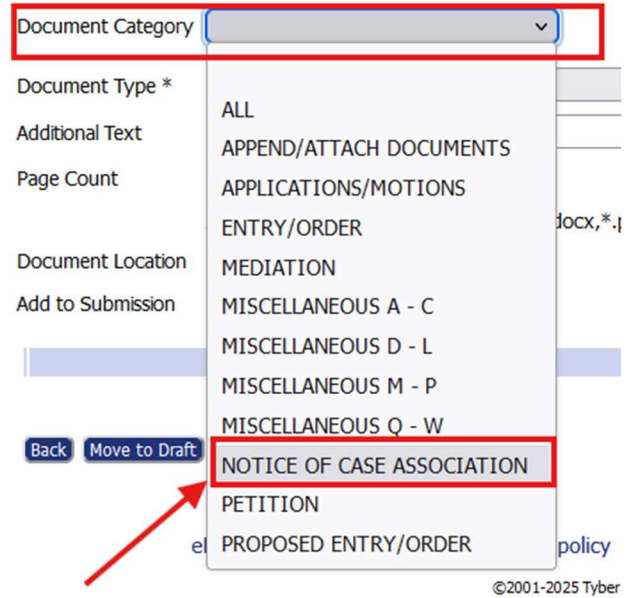 Document Category
Document Type *
ALL
Additional Text
APPEND/ATTACH DOCUMENTS
Page Count
APPLICATIONS/MOTIONS
ENTRY/ORDER
Document Location
MEDIATION
Add to Submission
MISCELLANEOUS A - C
MISCELLANEOUS D - L
MISCELLANEOUS M - P
MISCELLANEOUS Q - W
Back Move to Draft
NOTICE OF CASE ASSOCIATION
PETITION
PROPOSED ENTRY/ORDER policy
©2001-2025 Tyber